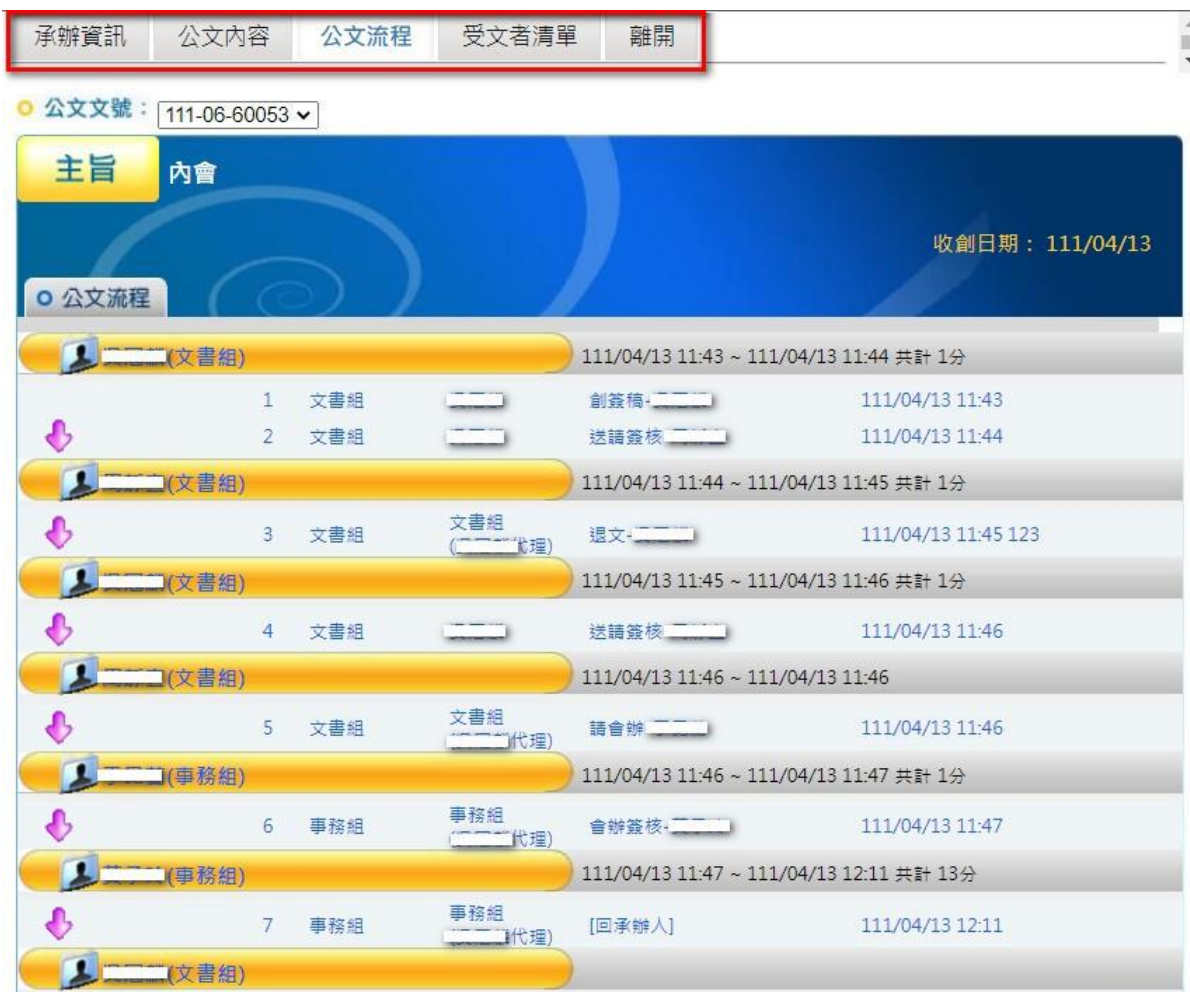 承辦資訊 公文內容 公文流程 受文者清單 離開
公文文號： 111-06-60053
主旨 內會
收創日期： 111/04/13
公文流程
(文書組) 111/04/13 11:43 ~ 111/04/13 11:44 共計 1分
1 文書組 創簽稿- 111/04/13 11:43
2 文書組 送請簽核 111/04/13 11:44
(文書組) 111/04/13 11:44 ~ 111/04/13 11:45 共計 1分
3 文書組 文書組 退文- 111/04/13 11:45 123
( 代理)
(文書組) 111/04/13 11:45 ~ 111/04/13 11:46 共計 1分
4 文書組 送請簽核 111/04/13 11:46
(文書組) 111/04/13 11:46 ~ 111/04/13 11:46
5 文書組 文書組 請會辦 111/04/13 11:46
代理)
(事務組) 111/04/13 11:46 ~ 111/04/13 11:47 共計 1分
6 事務組 事務組 會辦簽核- 111/04/13 11:47
( 代理)
(事務組) 111/04/13 11:47 ~ 111/04/13 12:11 共計 13分
7 事務組 事務組 [回承辦人] 111/04/13 12:11
代理)
(文書組)